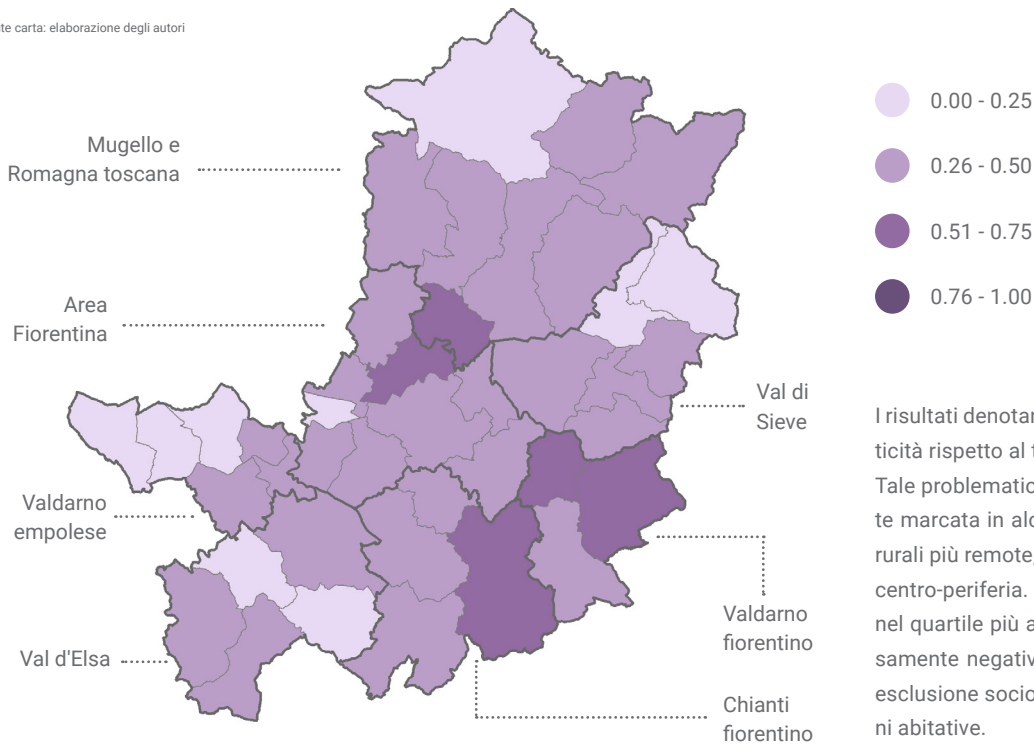 carta: elaborazione degli autori
Mugello e
Romagna toscana
Area
Fiorentina
Valdarno
empolese
Val d'Elsa
Val di
Sieve
Valdarno
fiorentino
Chianti
fiorentino
0.00 - 0.25
0.26 - 0.50
0.51 - 0.75
0.76 - 1.00
I risultati denotan
ticità rispetto al t
Tale problematic
te marcata in alc
rurali più remote,
centro-periferia.
nel quartile più a
samente negativ
esclusione socio
ni abitative.